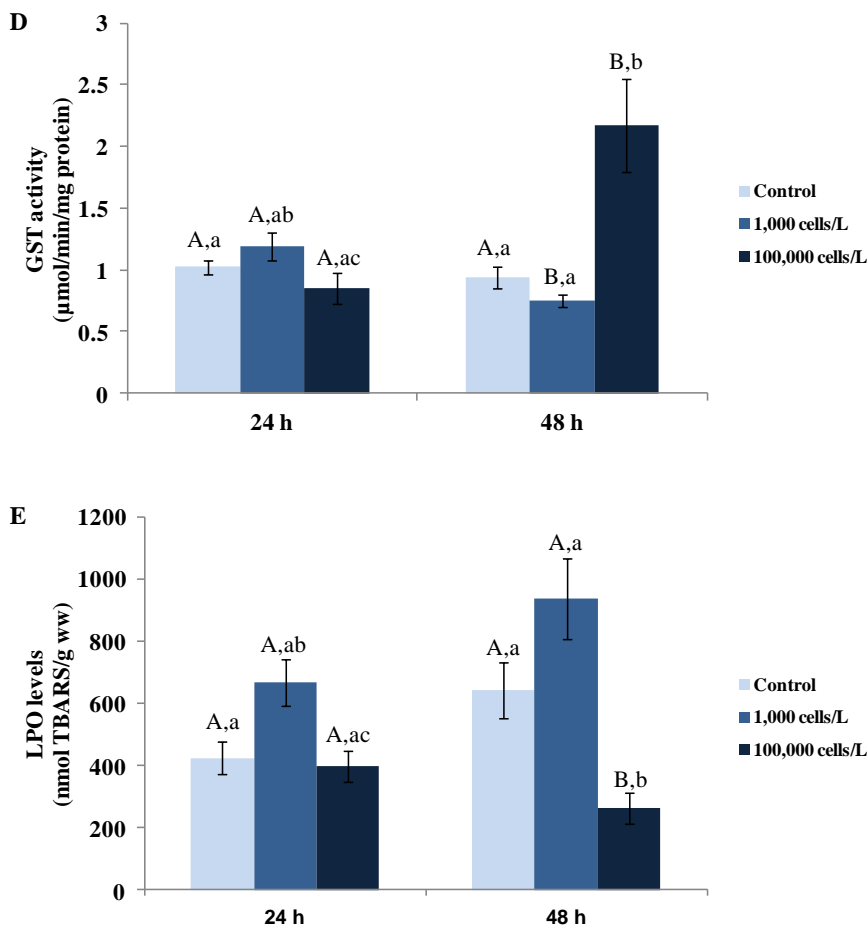 D
GST activity
(µmol/min/mg protein)
3
2.5
2
1.5
1
0.5
0
A,a
A,ab
A,ac
A,a
B,a
B,b
24 h
48 h
Control
1,000 cells/L
100,000 cells/L
E
LPO levels
(nmol TBARS/g ww)
1200
1000
800
600
400
200
0
A,a
A,ab
A,ac
A,a
A,a
B,b
24 h
48 h
Control
1,000 cells/L
100,000 cells/L